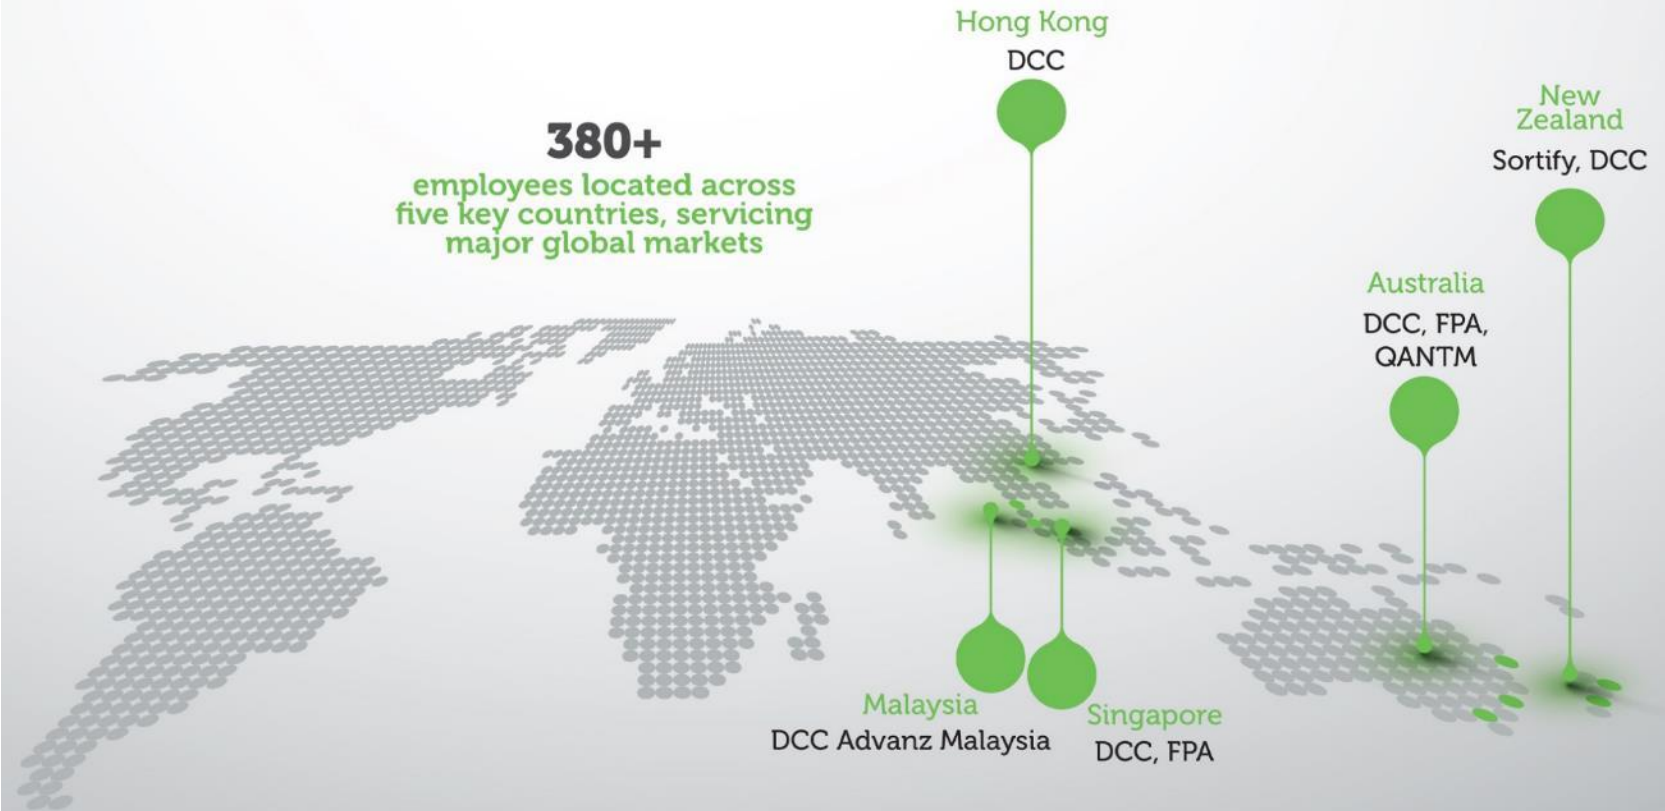 Hong Kong
DCC
380+
employees located across
five key countries, servicing
major global markets
New
Zealand
Sortify, DCC
Australia
DCC, FPA,
QANTM
Malaysia
DCC Advanz Malaysia
Singapore
DCC, FPA